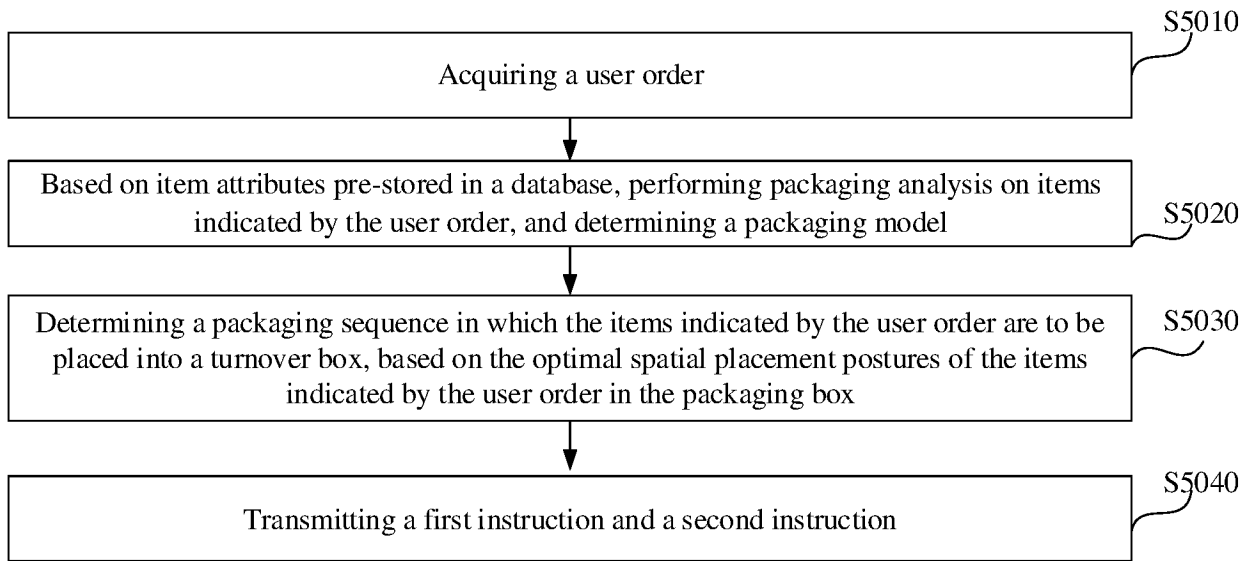 S5010
Acquiring a user order
Based on item attributes pre-stored in a database, performing packaging analysis on items
indicated by the user order, and determining a packaging model
S5020
Determining a packaging sequence in which the items indicated by the user order are to be
placed into a turnover box, based on the optimal spatial placement postures of the items
indicated by the user order in the packaging box
S5030
S5040
Transmitting a first instruction and a second instruction